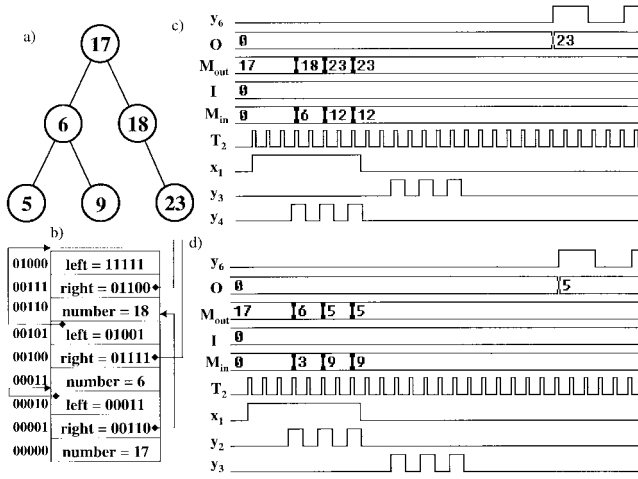 a)
17
6
18
5
9
23
b)
01000 left = 11111
00111 right = 01100
00110 number = 18
00101 left = 01001
00100 right = 01111
00011 number = 6
00010 left = 00011
00001 right = 00110
00000 number = 17
c)
y6
O 0 23
Mout 17 18 23 23
I 0
Min 0 6 12 12
T2
x1
y3
y4
d)
y6
O 0 5
Mout 17 6 5 5
I 0
Min 0 3 9 9
T2
x1
y2
y3